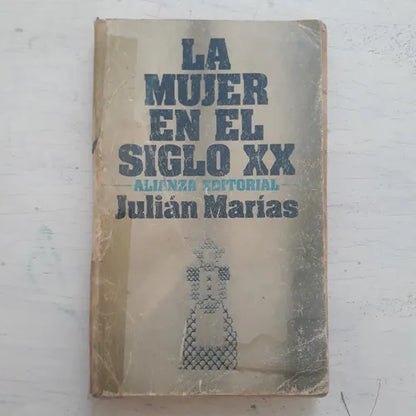 LA
MUJER
EN EL
SIGLO XX
ALIANZA EDITORIAL
Julián Marías